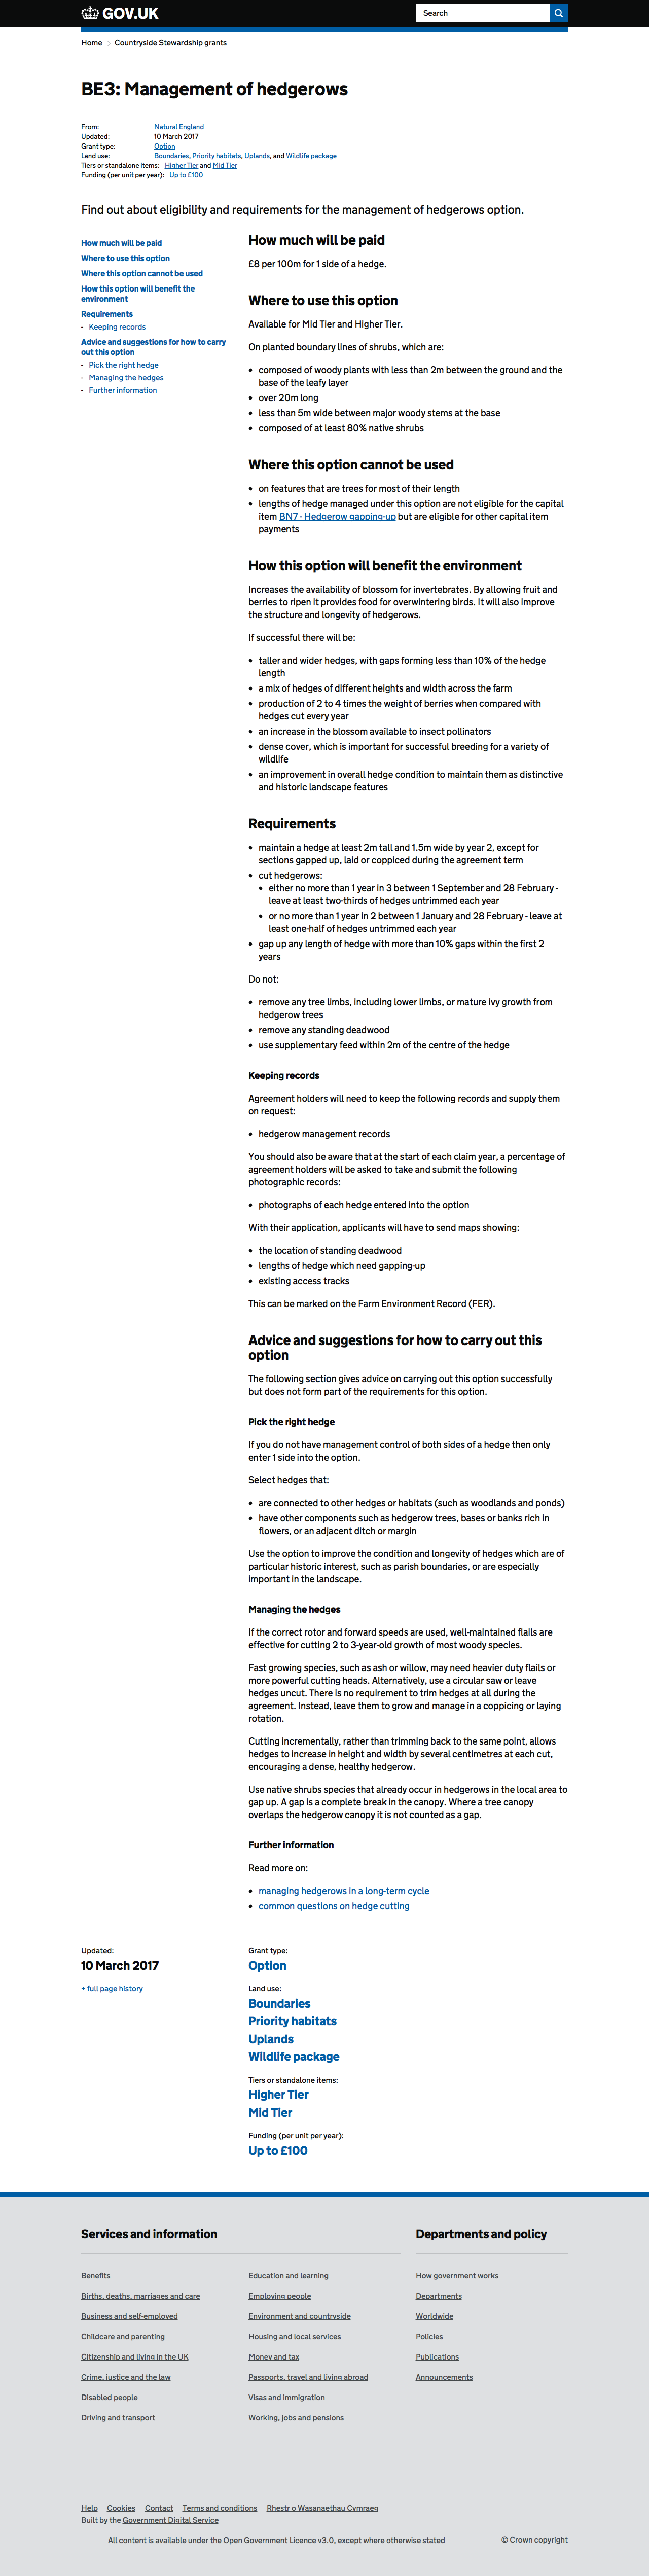 GOV.UK
Search
Home
Countryside Stewardship grants
BE3: Management of hedgerows
From: Natural England
Updated: 10 March 2017
Grant type: Option
Land use: Boundaries, Priority habitats, Uplands, and Wildlife package
Tiers or standalone items: Higher Tier and Mid Tier
Funding (per unit per year): Up to £100
Find out about eligibility and requirements for the management of hedgerows option.
How much will be paid
Where to use this option
Where this option cannot be used
How this option will benefit the
environment
Requirements
- Keeping records
Advice and suggestions for how to carry
out this option
- Pick the right hedge
- Managing the hedges
- Further information
How much will be paid
£8 per 100m for 1 side of a hedge.
Where to use this option
Available for Mid Tier and Higher Tier.
On planted boundary lines of shrubs, which are:
• composed of woody plants with less than 2m between the ground and the
base of the leafy layer
• over 20m long
• less than 5m wide between major woody stems at the base
• composed of at least 80% native shrubs
Where this option cannot be used
• on features that are trees for most of their length
• lengths of hedge managed under this option are not eligible for the capital
item BN7 - Hedgerow gapping-up but are eligible for other capital item
payments
How this option will benefit the environment
Increases the availability of blossom for invertebrates. By allowing fruit and
berries to ripen it provides food for overwintering birds. It will also improve
the structure and longevity of hedgerows.
If successful there will be:
• taller and wider hedges, with gaps forming less than 10% of the hedge
length
• a mix of hedges of different heights and width across the farm
• production of 2 to 4 times the weight of berries when compared with
hedges cut every year
• an increase in the blossom available to insect pollinators
• dense cover, which is important for successful breeding for a variety of
wildlife
• an improvement in overall hedge condition to maintain them as distinctive
and historic landscape features
Requirements
• maintain a hedge at least 2m tall and 1.5m wide by year 2, except for
sections gapped up, laid or coppiced during the agreement term
• cut hedgerows:
• either no more than 1 year in 3 between 1 September and 28 February -
leave at least two-thirds of hedges untrimmed each year
• or no more than 1 year in 2 between 1 January and 28 February - leave at
least one-half of hedges untrimmed each year
• gap up any length of hedge with more than 10% gaps within the first 2
years
Do not:
• remove any tree limbs, including lower limbs, or mature ivy growth from
hedgerow trees
• remove any standing deadwood
• use supplementary feed within 2m of the centre of the hedge
Keeping records
Agreement holders will need to keep the following records and supply them
on request:
• hedgerow management records
You should also be aware that at the start of each claim year, a percentage of
agreement holders will be asked to take and submit the following
photographic records:
• photographs of each hedge entered into the option
With their application, applicants will have to send maps showing:
• the location of standing deadwood
• lengths of hedge which need gapping-up
• existing access tracks
This can be marked on the Farm Environment Record (FER).
Advice and suggestions for how to carry out this
option
The following section gives advice on carrying out this option successfully
but does not form part of the requirements for this option.
Pick the right hedge
If you do not have management control of both sides of a hedge then only
enter 1 side into the option.
Select hedges that:
• are connected to other hedges or habitats (such as woodlands and ponds)
• have other components such as hedgerow trees, bases or banks rich in
flowers, or an adjacent ditch or margin
Use the option to improve the condition and longevity of hedges which are of
particular historic interest, such as parish boundaries, or are especially
important in the landscape.
Managing the hedges
If the correct rotor and forward speeds are used, well-maintained flails are
effective for cutting 2 to 3-year-old growth of most woody species.
Fast growing species, such as ash or willow, may need heavier duty flails or
more powerful cutting heads. Alternatively, use a circular saw or leave
hedges uncut. There is no requirement to trim hedges at all during the
agreement. Instead, leave them to grow and manage in a coppicing or laying
rotation.
Cutting incrementally, rather than trimming back to the same point, allows
hedges to increase in height and width by several centimetres at each cut,
encouraging a dense, healthy hedgerow.
Use native shrubs species that already occur in hedgerows in the local area to
gap up. A gap is a complete break in the canopy. Where a tree canopy
overlaps the hedgerow canopy it is not counted as a gap.
Further information
Read more on:
• managing hedgerows in a long-term cycle
• common questions on hedge cutting
Updated:
10 March 2017
+ full page history
Grant type:
Option
Land use:
Boundaries
Priority habitats
Uplands
Wildlife package
Tiers or standalone items:
Higher Tier
Mid Tier
Funding (per unit per year):
Up to £100
Services and information
Benefits
Births, deaths, marriages and care
Business and self-employed
Childcare and parenting
Citizenship and living in the UK
Crime, justice and the law
Disabled people
Driving and transport
Education and learning
Employing people
Environment and countryside
Housing and local services
Money and tax
Passports, travel and living abroad
Visas and immigration
Working, jobs and pensions
Departments and policy
How government works
Departments
Worldwide
Policies
Publications
Announcements
Help Cookies Contact Terms and conditions Rhestr o Wasanaethau Cymraeg
Built by the Government Digital Service
All content is available under the Open Government Licence v3.0, except where otherwise stated
© Crown copyright